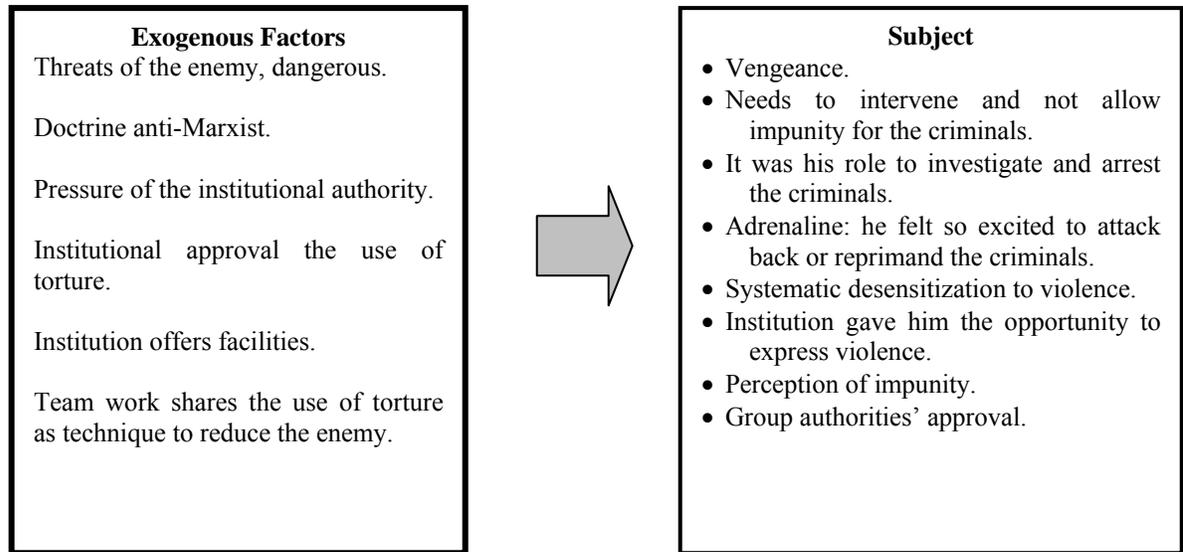 Exogenous Factors
Threats of the enemy, dangerous.
Doctrine anti-Marxist.
Pressure of the institutional authority.
Institutional approval the use of
torture.
Institution offers facilities.
Team work shares the use of torture
as technique to reduce the enemy.
Subject
• Vengeance.
• Needs to intervene and not allow
impunity for the criminals.
• It was his role to investigate and arrest
the criminals.
• Adrenaline: he felt so excited to attack
back or reprimand the criminals.
• Systematic desensitization to violence.
• Institution gave him the opportunity to
express violence.
• Perception of impunity.
• Group authorities’ approval.